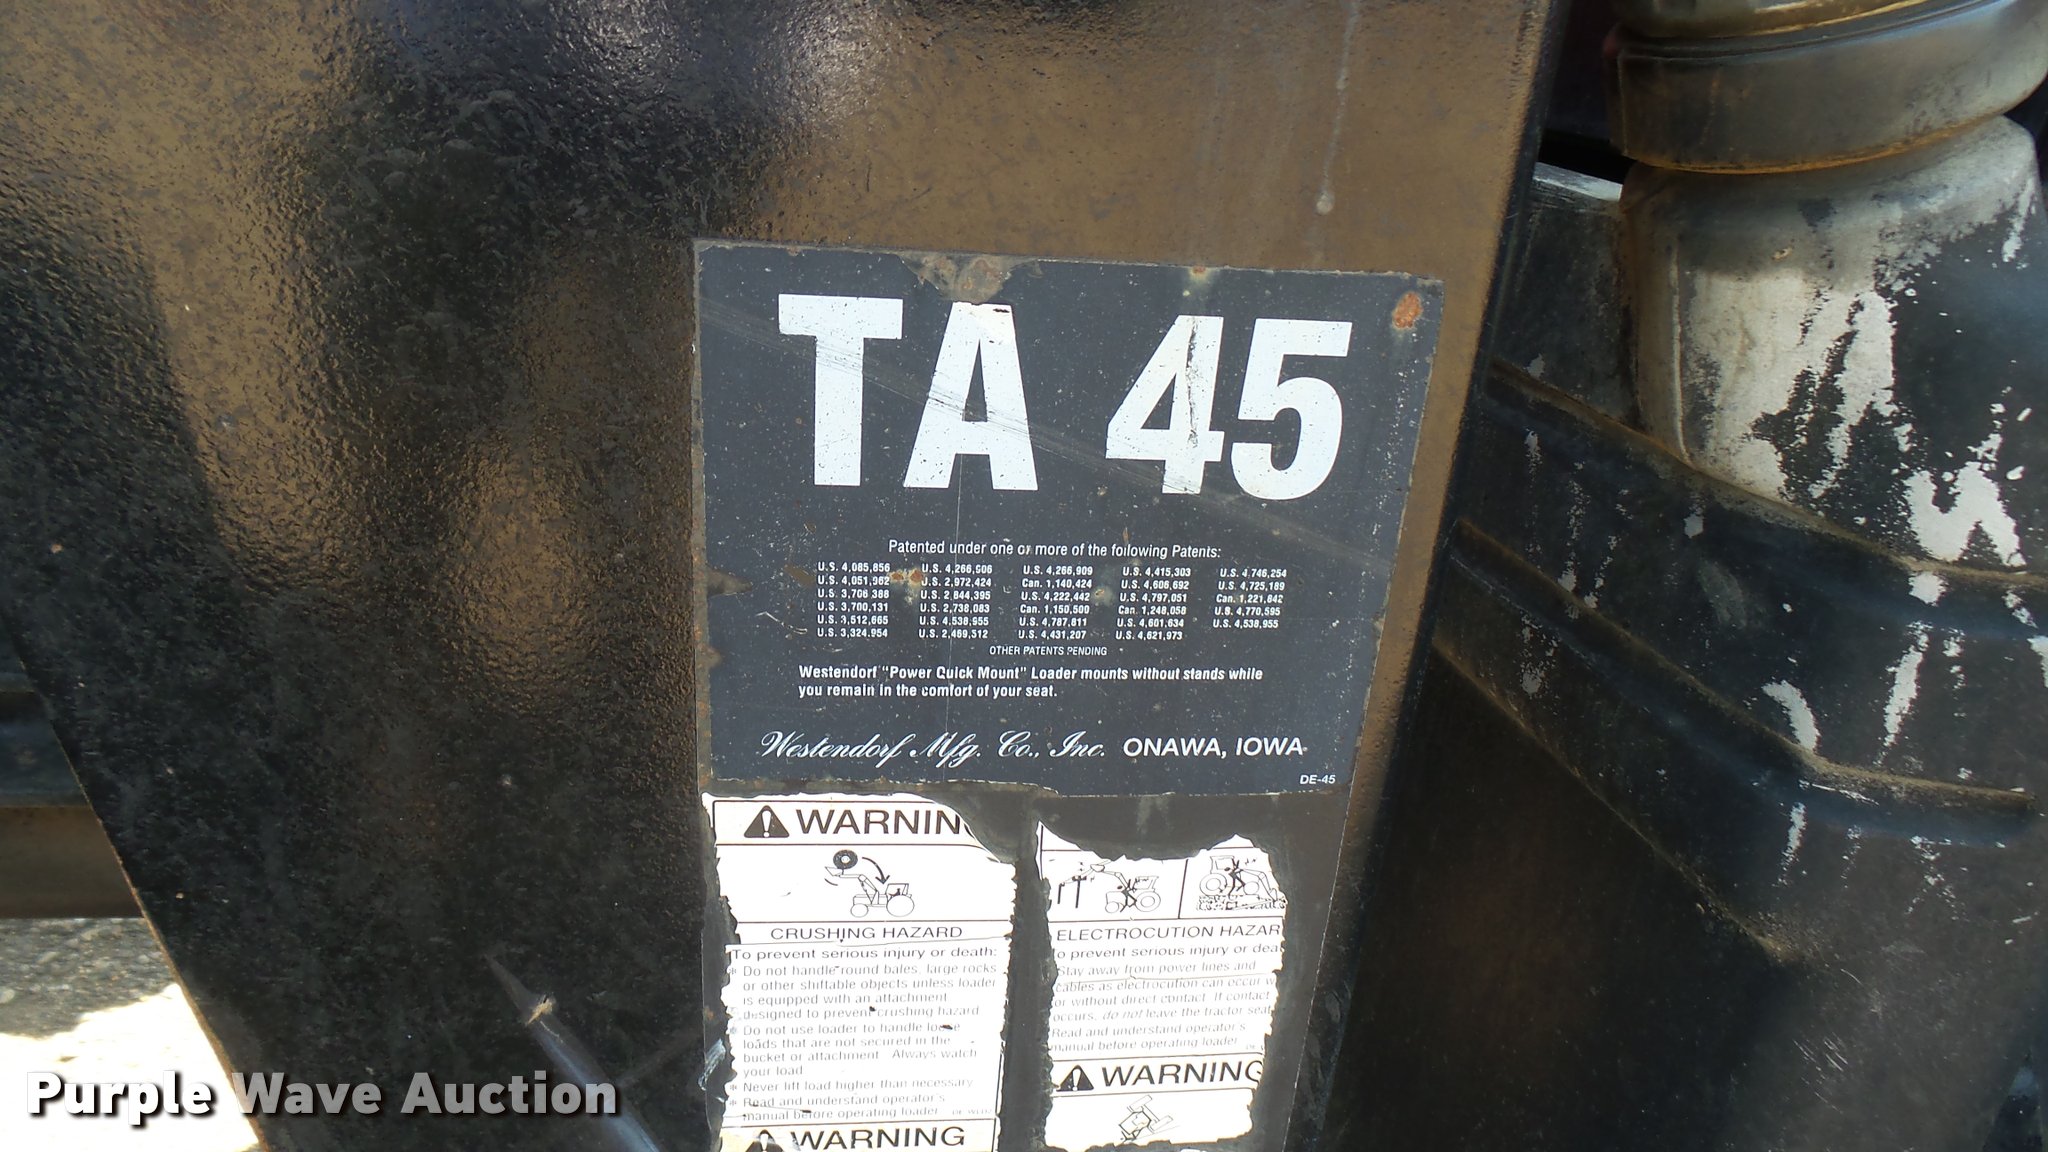 TA 45
Patented under one or more of the following Patents:
U.S. 4,085,856 U.S. 4,266,906 U.S. 4,266,909 U.S. 4,415,303 U.S. 4,746,254
U.S. 4,051,962 U.S. 2,972,424 Can. 1,140,424 U.S. 4,606,692 U.S. 4,725,189
U.S. 3,706,388 U.S. 2,844,395 U.S. 4,222,442 U.S. 4,797,051 Can. 1,221,842
U.S. 3,700,131 U.S. 2,738,083 Can. 1,150,500 Can. 1,248,058 U.S. 4,770,595
U.S. 3,512,665 U.S. 4,538,955 U.S. 4,787,811 U.S. 4,601,634 U.S. 4,538,955
U.S. 3,324,954 U.S. 2,469,512 U.S. 4,431,207 U.S. 4,621,973
OTHER PATENTS PENDING
Westendorf "Power Quick Mount" Loader mounts without stands while
you remain in the comfort of your seat.
Westendorf Mfg. Co., Inc. ONAWA, IOWA
DE-45
WARNIN
CRUSHING HAZARD
To prevent serious injury or death:
* Do not handle round bales, large rocks
or other shiftable objects unless loader
is equipped with an attachment
designed to prevent crushing hazard
* Do not use loader to handle loose
loads that are not secured in the
bucket or attachment. Always watch
your load
* Never lift load higher than necessary
* Read and understand operator's
manual before operating loader
WARNING
ELECTROCUTION HAZAR
o prevent serious injury or dea
Stay away from power lines and
cables as electrocution can occur w
or without direct contact. If contact
occurs, do not leave the tractor seat
Read and understand operator's
manual before operating loader
WARNING
Purple Wave Auction